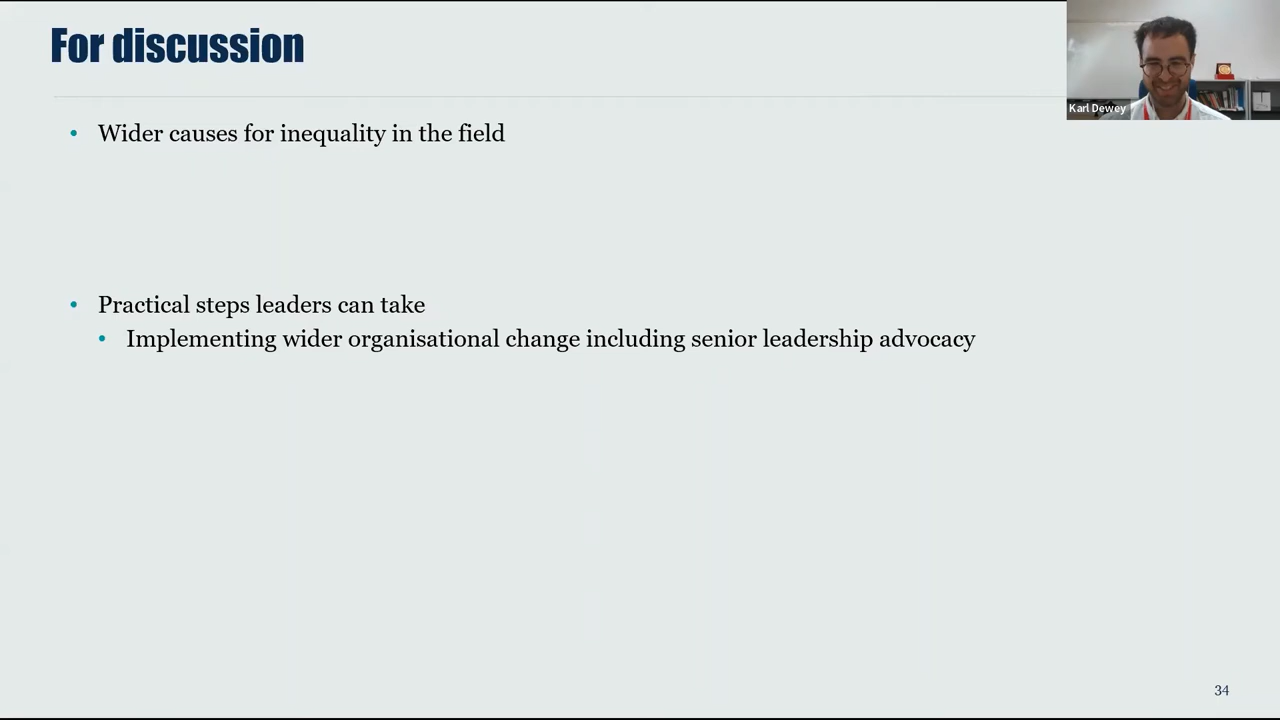 For discussion
Karl Dewey
• Wider causes for inequality in the field
• Practical steps leaders can take
• Implementing wider organisational change including senior leadership advocacy
34